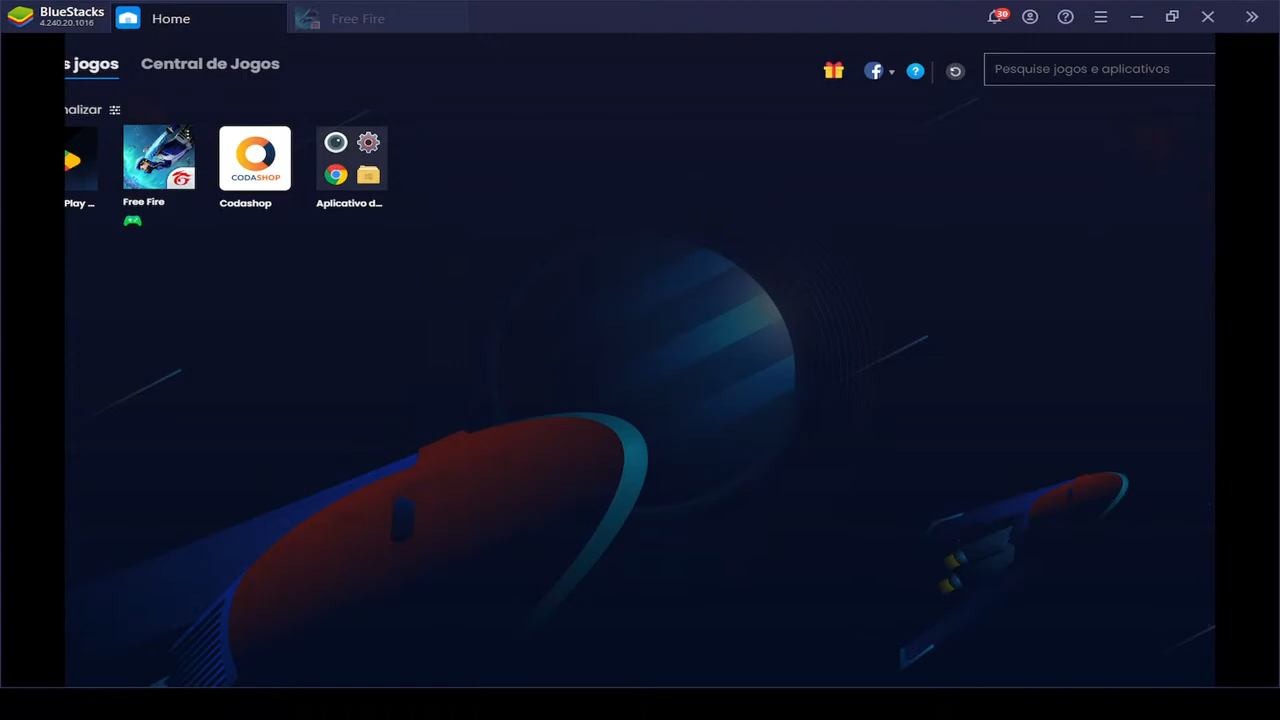 BlueStacks
4.240.20.1016
Home
Free Fire
30
s jogos
Central de Jogos
Pesquise jogos e aplicativos
nalizar
CODASHOP
Play ...
Free Fire
Codashop
Aplicativo d...